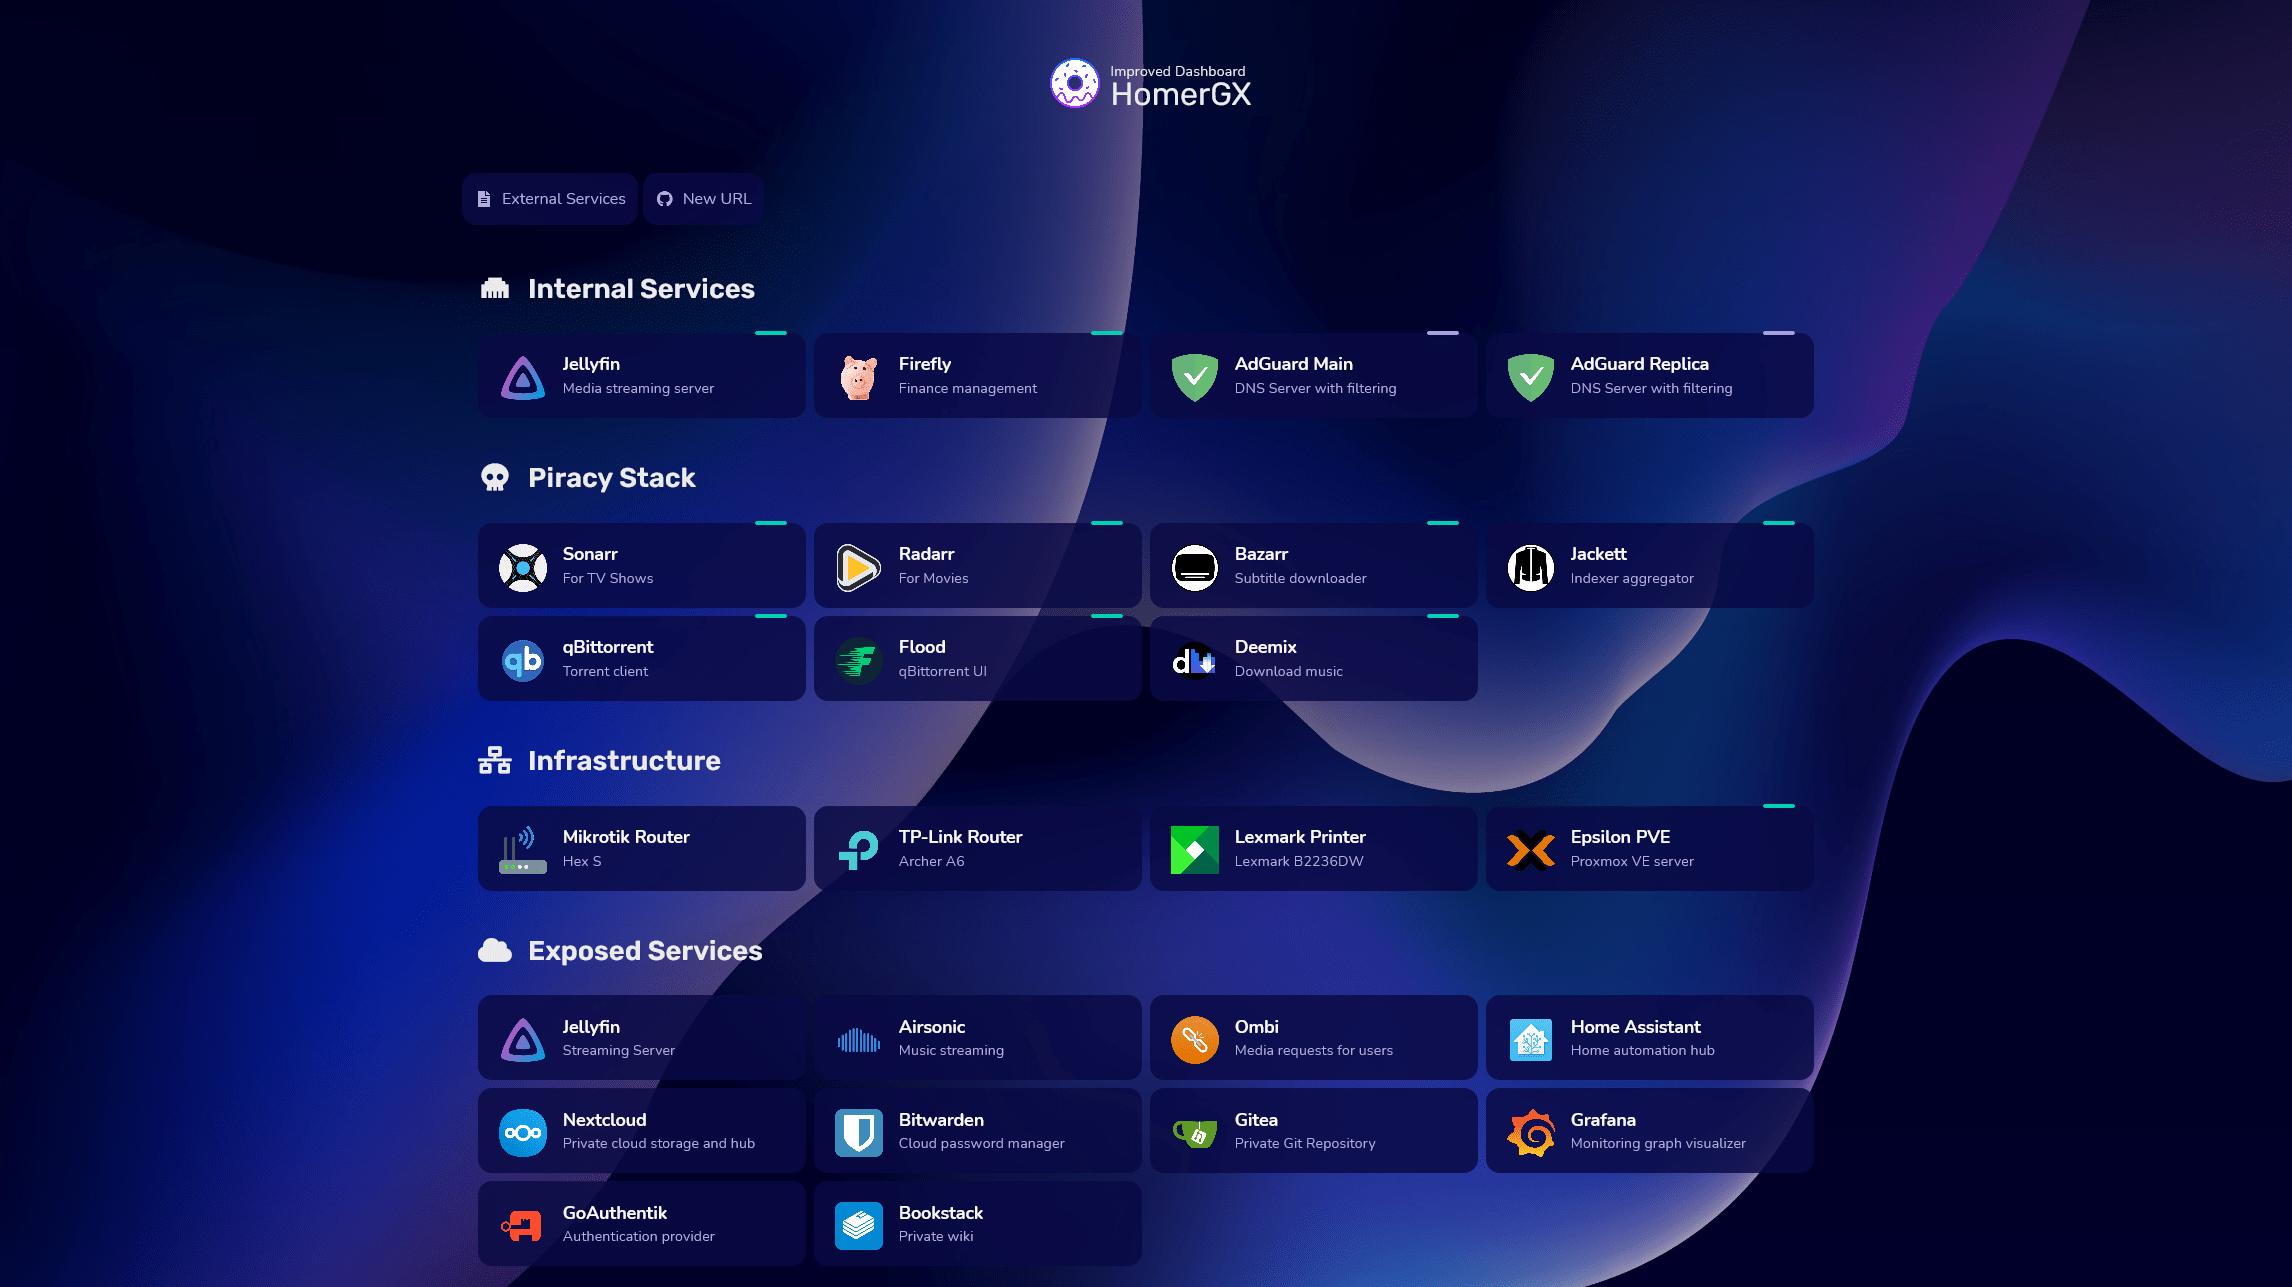 Improved Dashboard
HomerGX
External Services
New URL
Internal Services
Jellyfin
Media streaming server
Firefly
Finance management
AdGuard Main
DNS Server with filtering
AdGuard Replica
DNS Server with filtering
Piracy Stack
Sonarr
For TV Shows
Radarr
For Movies
Bazarr
Subtitle downloader
Jackett
Indexer aggregator
qb
qBittorrent
Torrent client
Flood
qBittorrent UI
d
Deemix
Download music
Infrastructure
Mikrotik Router
Hex S
TP-Link Router
Archer A6
Lexmark Printer
Lexmark B2236DW
Epsilon PVE
Proxmox VE server
Exposed Services
Jellyfin
Streaming Server
Airsonic
Music streaming
Ombi
Media requests for users
Home Assistant
Home automation hub
Nextcloud
Private cloud storage and hub
Bitwarden
Cloud password manager
Gitea
Private Git Repository
Grafana
Monitoring graph visualizer
GoAuthentik
Authentication provider
Bookstack
Private wiki